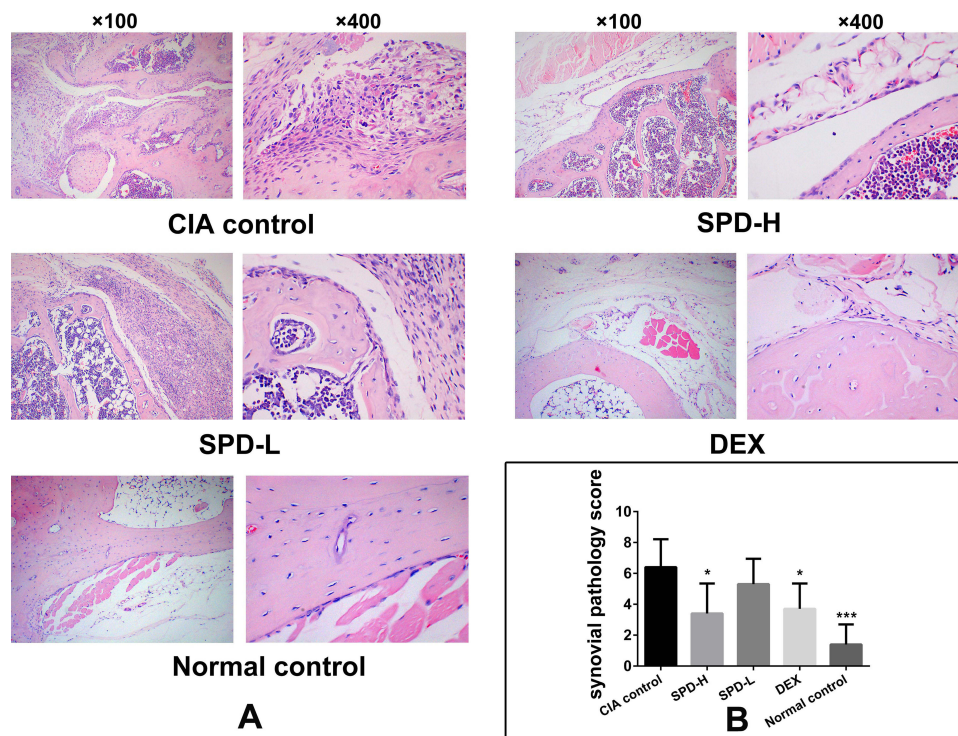 ×100 ×400 ×100 ×400
CIA control SPD-H
SPD-L DEX
Normal control
A
synovial pathology score
10
8
6
4
2
0
* * ***
CIA control SPD-H SPD-L DEX Normal control
B